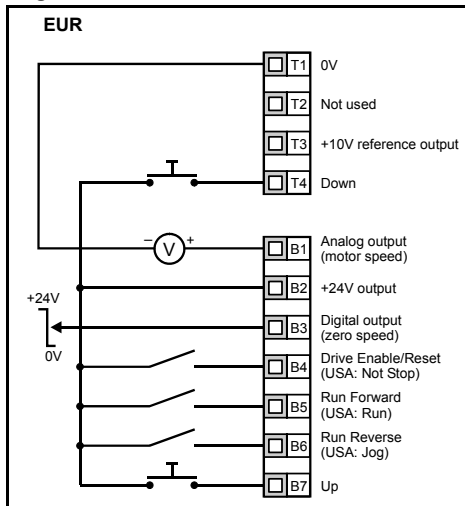 EUR
T1 0V
T2 Not used
T3 +10V reference output
T4 Down
– V +
B1 Analog output
(motor speed)
B2 +24V output
+24V
0V
B3 Digital output
(zero speed)
B4 Drive Enable/Reset
(USA: Not Stop)
B5 Run Forward
(USA: Run)
B6 Run Reverse
(USA: Jog)
B7 Up